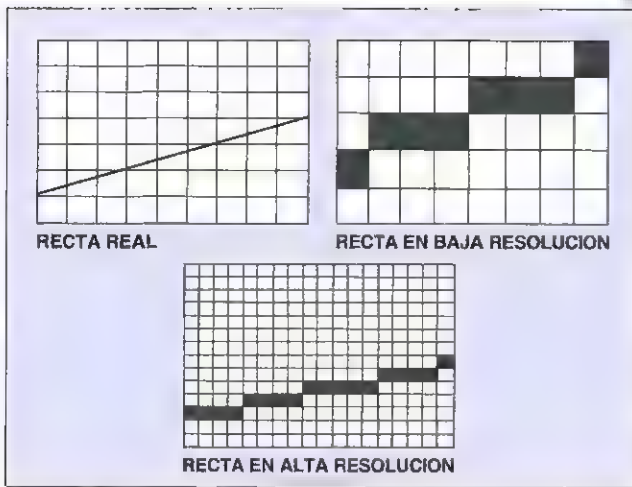 RECTA REAL
RECTA EN BAJA RESOLUCION
RECTA EN ALTA RESOLUCION